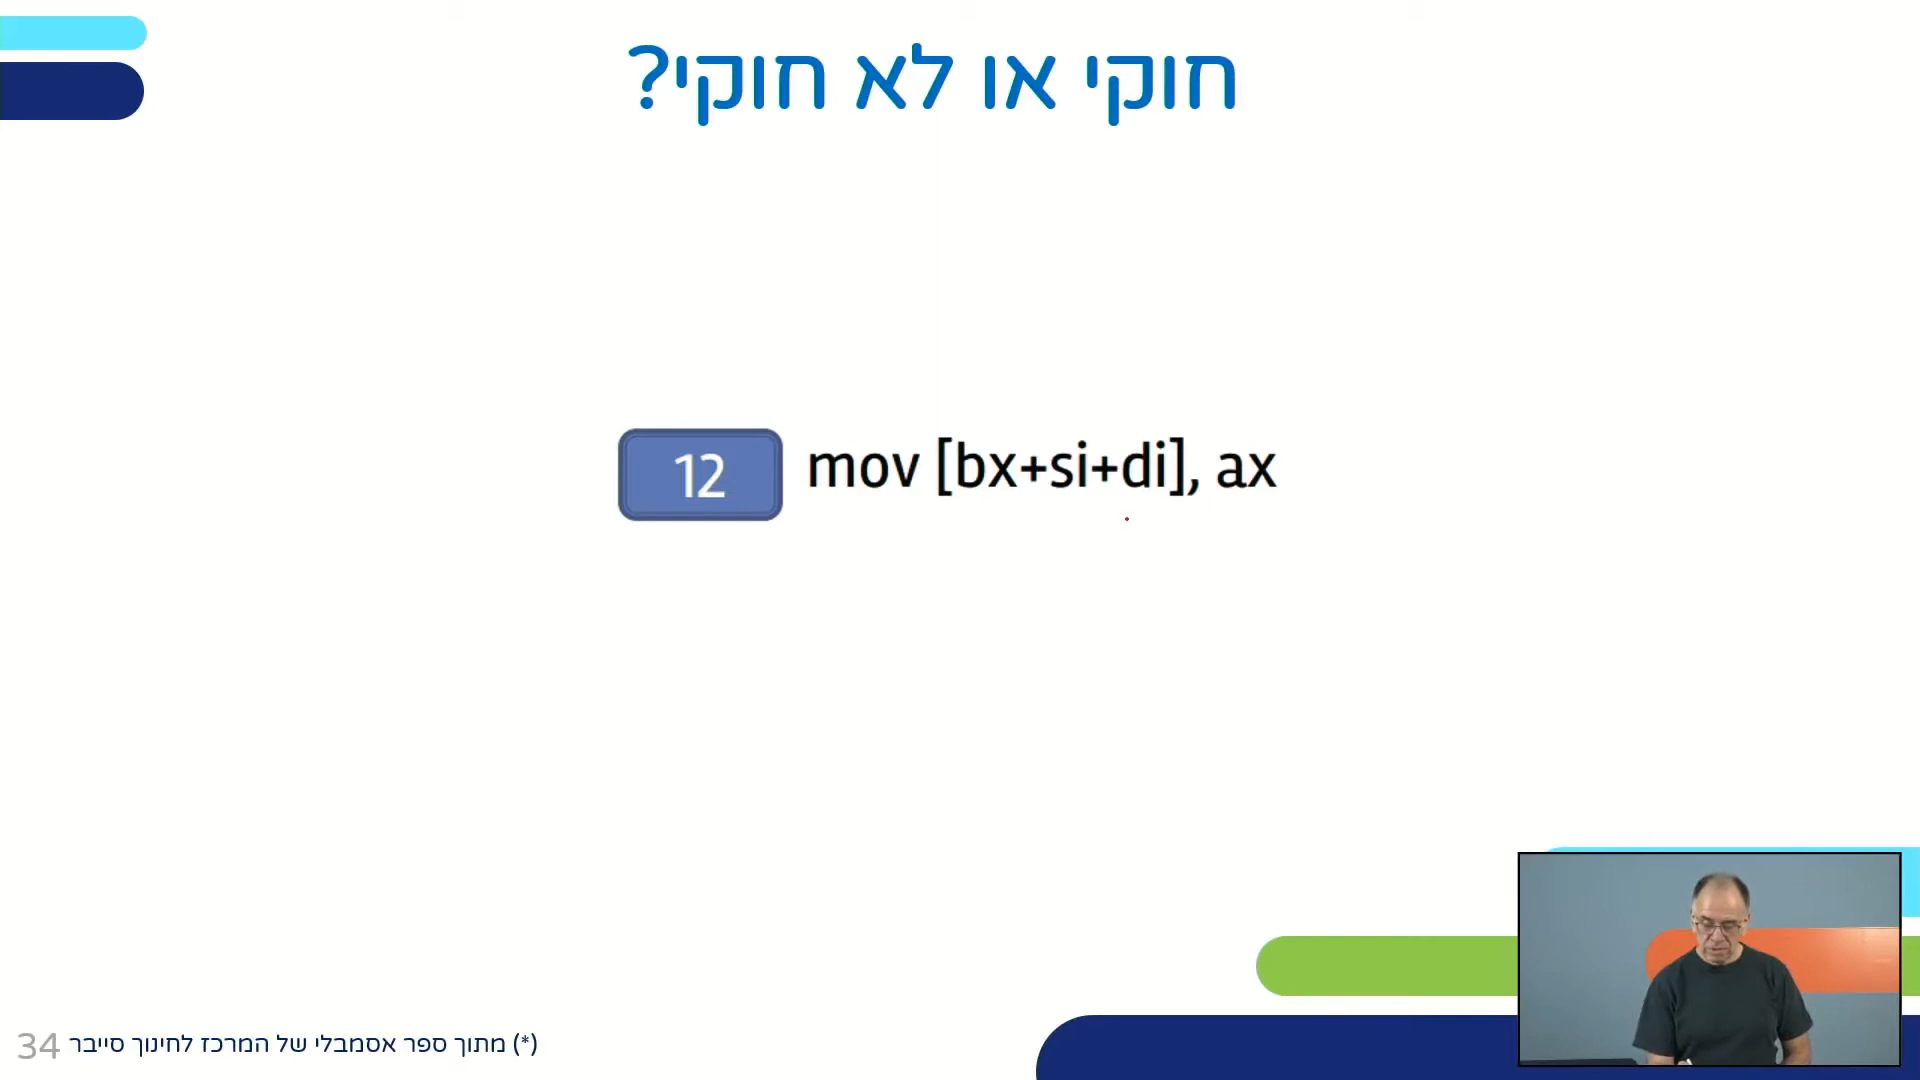 חוקי או לא חוקי?
12 mov [bx+si+di], ax
(*) מתוך ספר אסמבלי של המרכז לחינוך סייבר
34